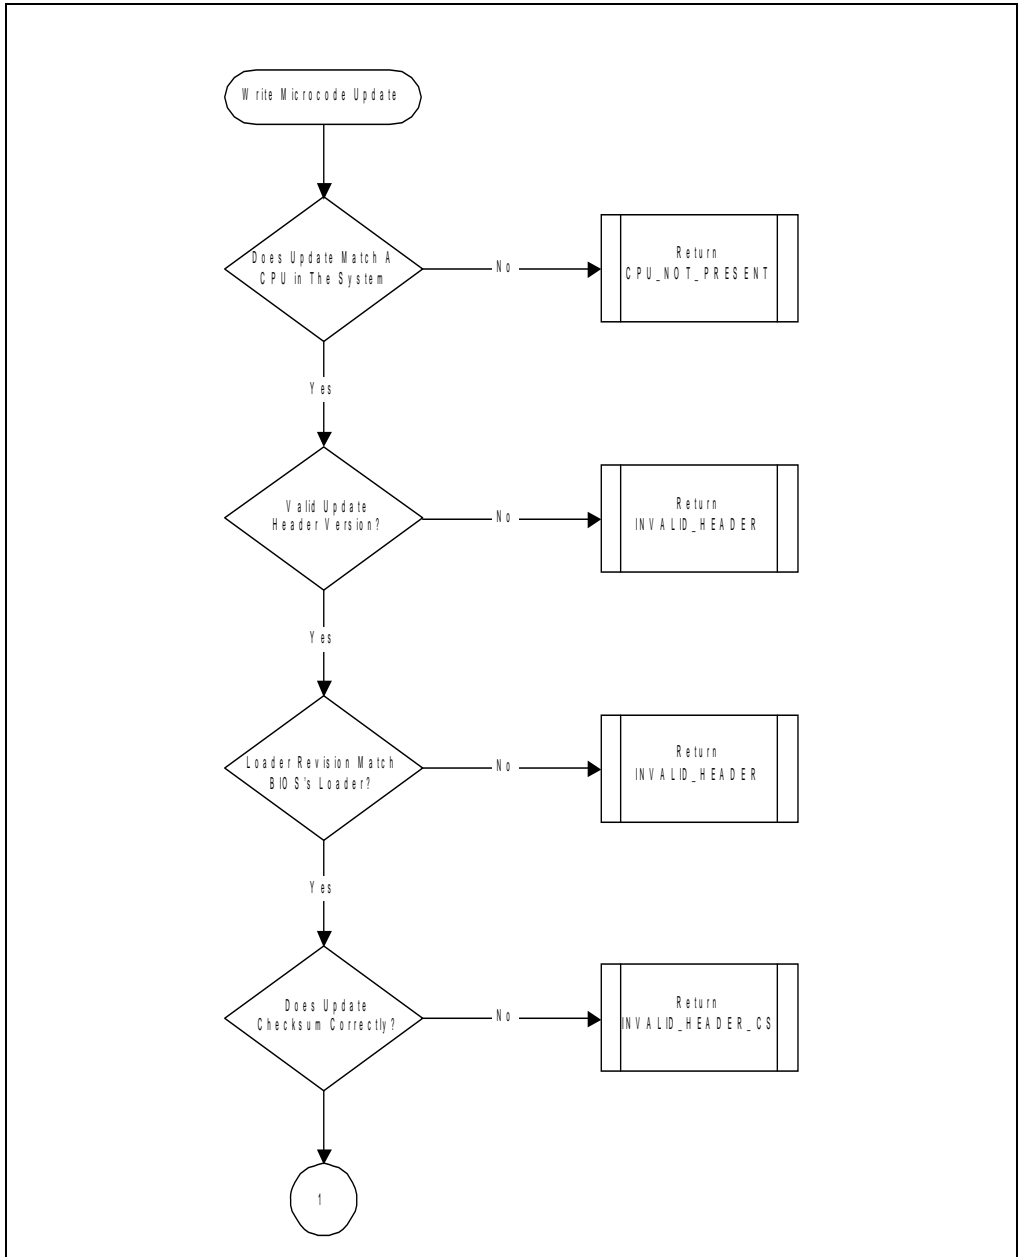 Write Microcode Update
Does Update Match A
CPU in The System
No
Return
CPU_NOT_PRESENT
Yes
Valid Update
Header Version?
No
Return
INVALID_HEADER
Yes
Loader Revision Match
BIOS's Loader?
No
Return
INVALID_HEADER
Yes
Does Update
Checksum Correctly?
No
Return
INVALID_HEADER_CS
1